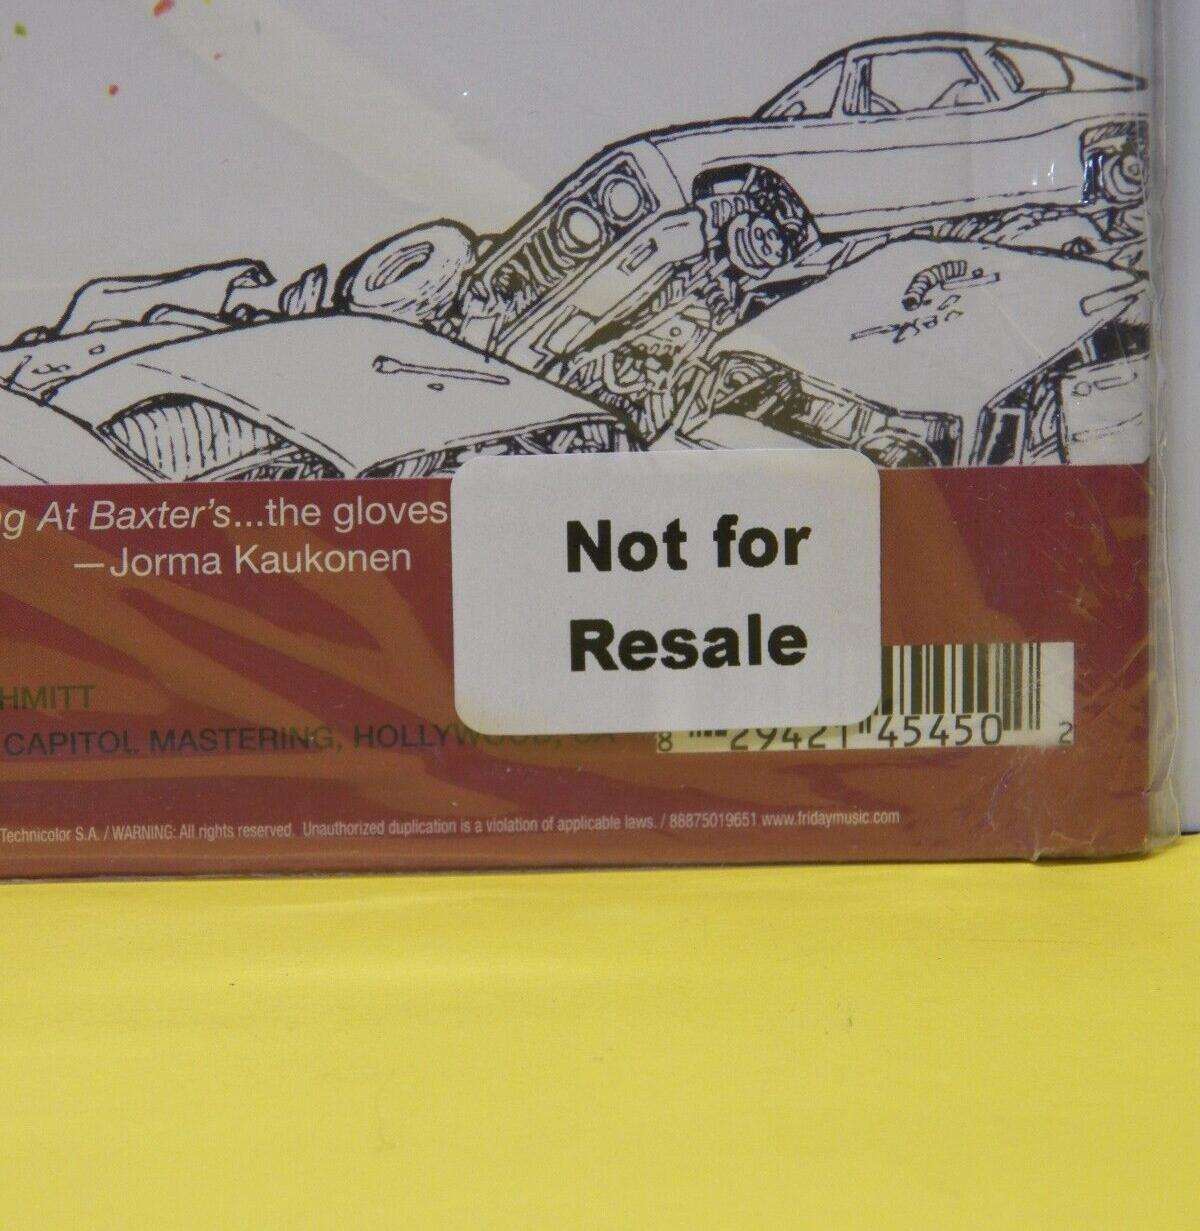 g At Baxter's...the gloves
—Jorma Kaukonen
Not for
Resale
HMITT
CAPITOL MASTERING, HOLLYWOOD, CA
8 29421 45450 2
Technicolor S.A. / WARNING: All rights reserved. Unauthorized duplication is a violation of applicable laws. / 88875019651 www.fridaymusic.com